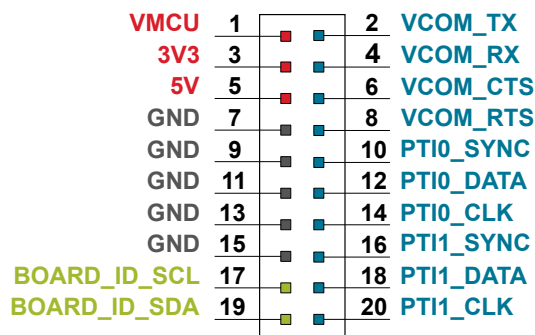 VMCU 1 2 VCOM_TX
3V3 3 4 VCOM_RX
5V 5 6 VCOM_CTS
GND 7 8 VCOM_RTS
GND 9 10 PTI0_SYNC
GND 11 12 PTI0_DATA
GND 13 14 PTI0_CLK
GND 15 16 PTI1_SYNC
BOARD_ID_SCL 17 18 PTI1_DATA
BOARD_ID_SDA 19 20 PTI1_CLK